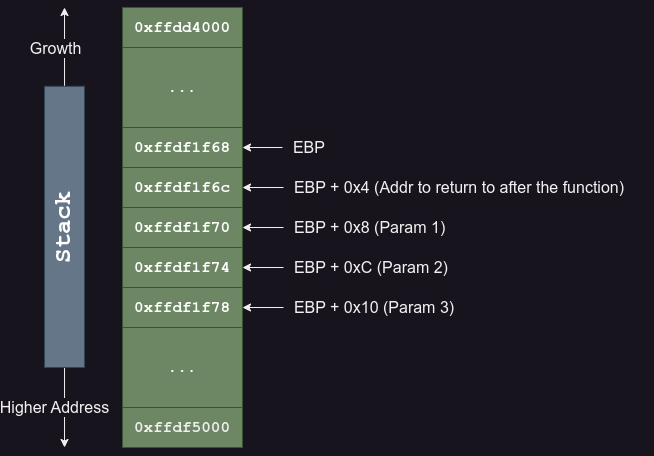 0xffdd4000
Growth
...
0xffdf1f68 EBP
0xffdf1f6c EBP + 0x4 (Addr to return to after the function)
Stack
0xffdf1f70 EBP + 0x8 (Param 1)
0xffdf1f74 EBP + 0xC (Param 2)
0xffdf1f78 EBP + 0x10 (Param 3)
...
Higher Address
0xffdf5000